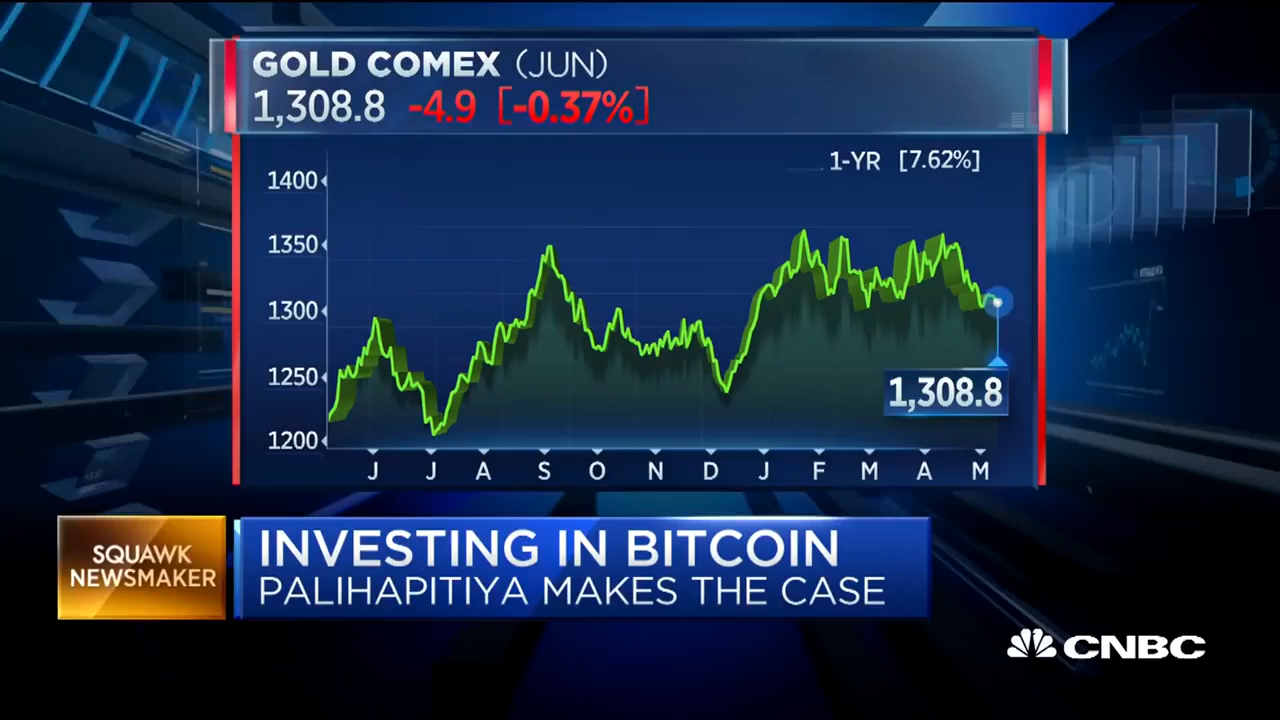 GOLD COMEX (JUN)
1,308.8 -4.9 [-0.37%]
1-YR [7.62%]
1400
1350
1300
1250
1200
1,308.8
J J A S O N D J F M A M
SQUAWK
NEWSMAKER
INVESTING IN BITCOIN
PALIHAPITIYA MAKES THE CASE
CNBC